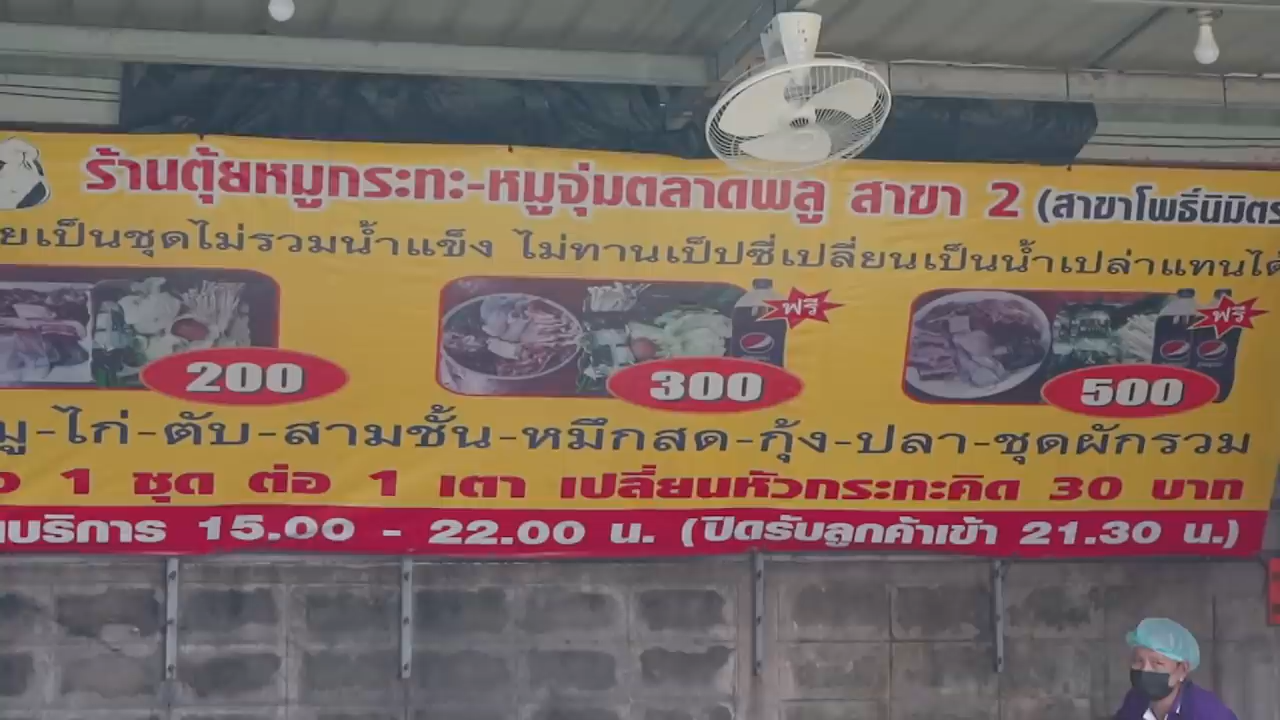 ร้านตุ้ยหมูกระทะ-หมูจุ่มตลาดพลู สาขา 2 (สาขาโพธิ์นิมิตร
เป็นชุดไม่รวมน้ำแข็ง ไม่ทานเป็ปซี่เปลี่ยนเป็นน้ำเปล่าแทนได้
ฟรี ฟรี
200 300 500
หมู-ไก่-ตับ-สามชั้น-หมึกสด-กุ้ง-ปลา-ชุดผักรวม
1 ชุด ต่อ 1 เตา เปลี่ยนหัวกระทะคิด 30 บาท
บริการ 15.00 - 22.00 น. (ปิดรับลูกค้าเข้า 21.30 น.)